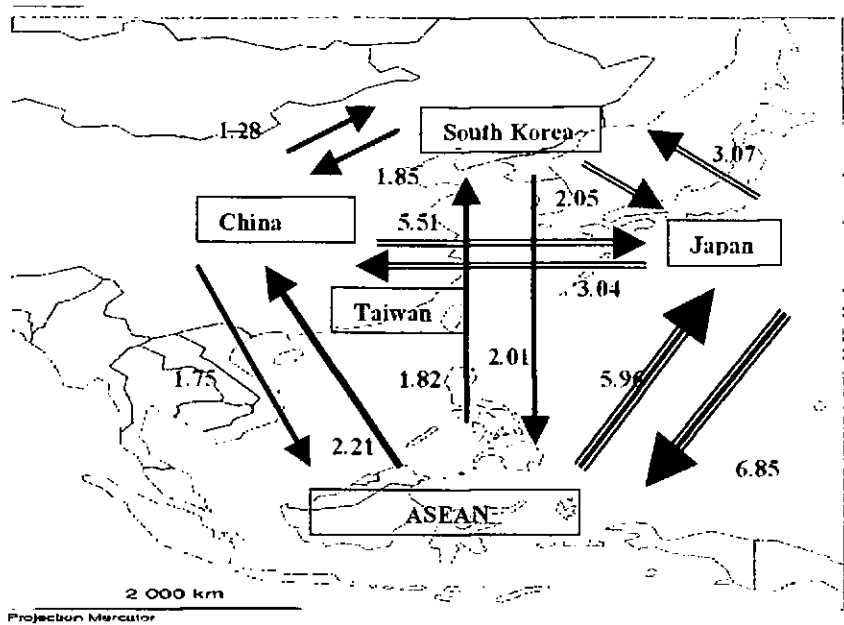 1.28
South Korea
3.07
1.85
2.05
China
5.51
Japan
3.04
Taiwan
2.01
1.75
1.82
5.96
2.21
6.85
ASEAN
2 000 km
Projection Mercator